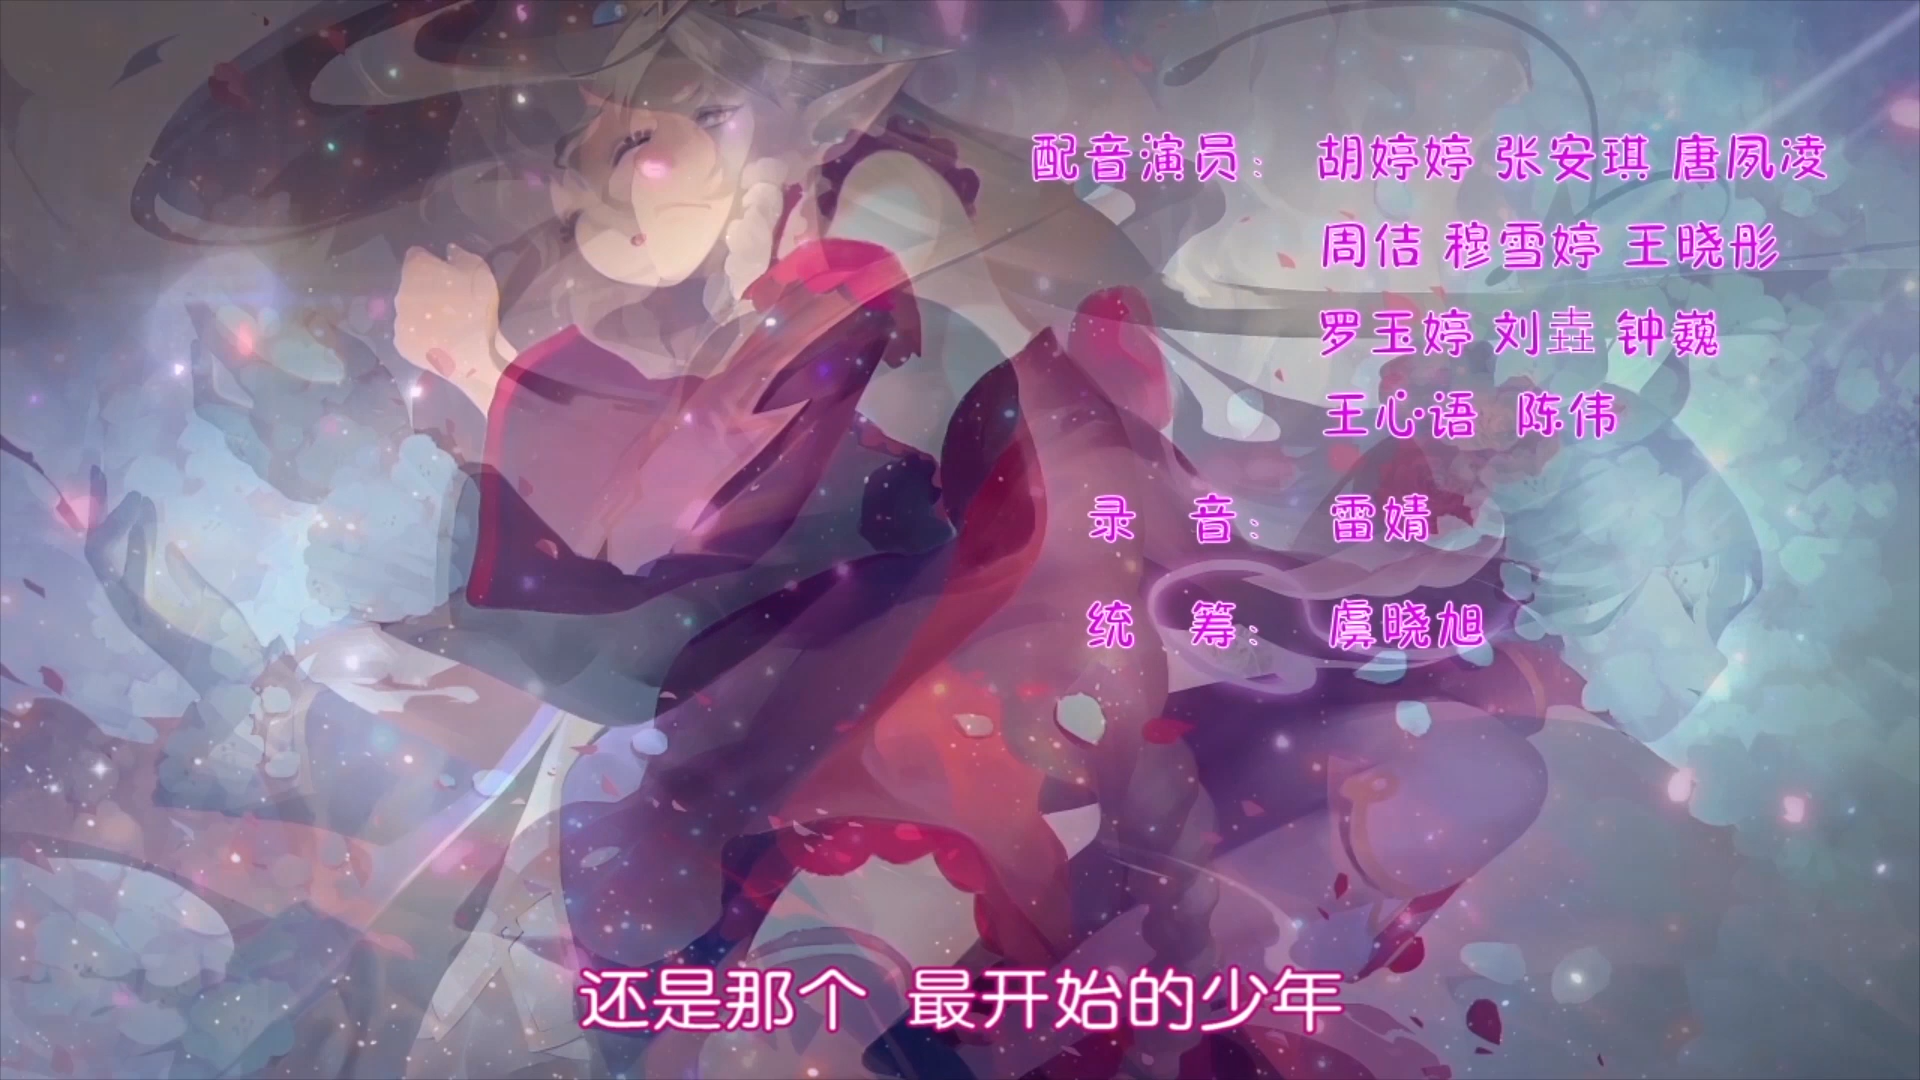 配音演员: 胡婷婷 张安琪 唐夙凌
周佶 穆雪婷 王晓彤
罗玉婷 刘垚 钟巍
王心语 陈伟
录 音: 雷婧
统 筹: 虞晓旭
还是那个 最开始的少年